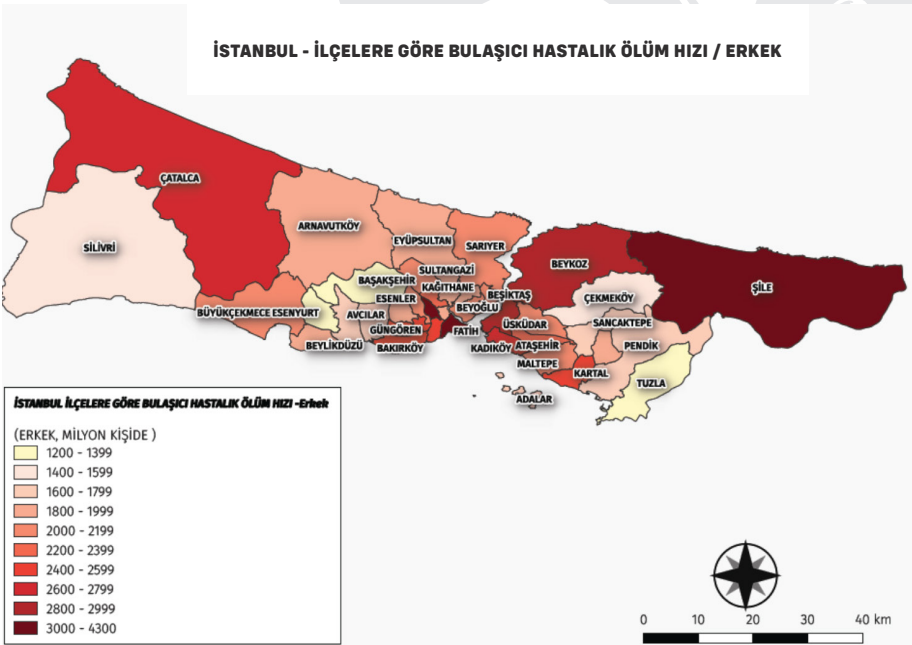 İSTANBUL - İLÇELERE GÖRE BULAŞICI HASTALIK ÖLÜM HIZI / ERKEK
ÇATALCA
SİLİVRİ
ARNAVUTKÖY
EYÜPSULTAN
SARIYER
BEYKOZ
ŞİLE
SULTANGAZİ
BAŞAKŞEHİR
KAĞITHANE
ESENLER
BEŞİKTAŞ
BEYOĞLU
ÇEKMEKÖY
BÜYÜKÇEKMECE ESENYURT
AVCILAR
GÜNGÖREN
FATİH
ÜSKÜDAR
SANCAKTEPE
BEYLİKDÜZÜ
BAKIRKÖY
KADIKÖY
ATAŞEHİR
PENDİK
MALTEPE
KARTAL
TUZLA
ADALAR
İSTANBUL İLÇELERE GÖRE BULAŞICI HASTALIK ÖLÜM HIZI -Erkek
(ERKEK, MİLYON KİŞİDE )
1200 - 1399
1400 - 1599
1600 - 1799
1800 - 1999
2000 - 2199
2200 - 2399
2400 - 2599
2600 - 2799
2800 - 2999
3000 - 4300
0 10 20 30 40 km